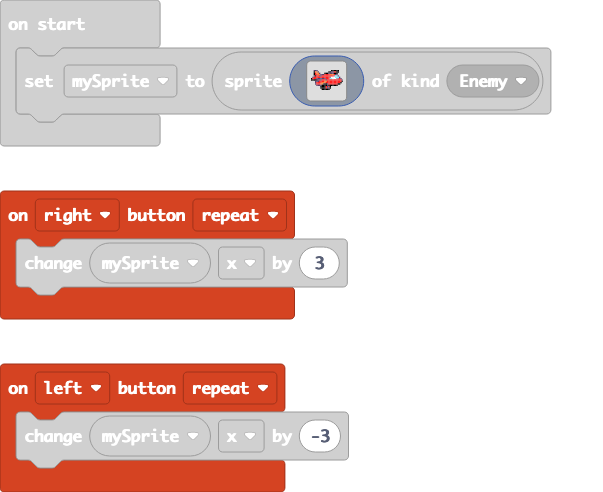 on start
set mySprite to sprite of kind Enemy
on right button repeat
change mySprite x by 3
on left button repeat
change mySprite x by -3